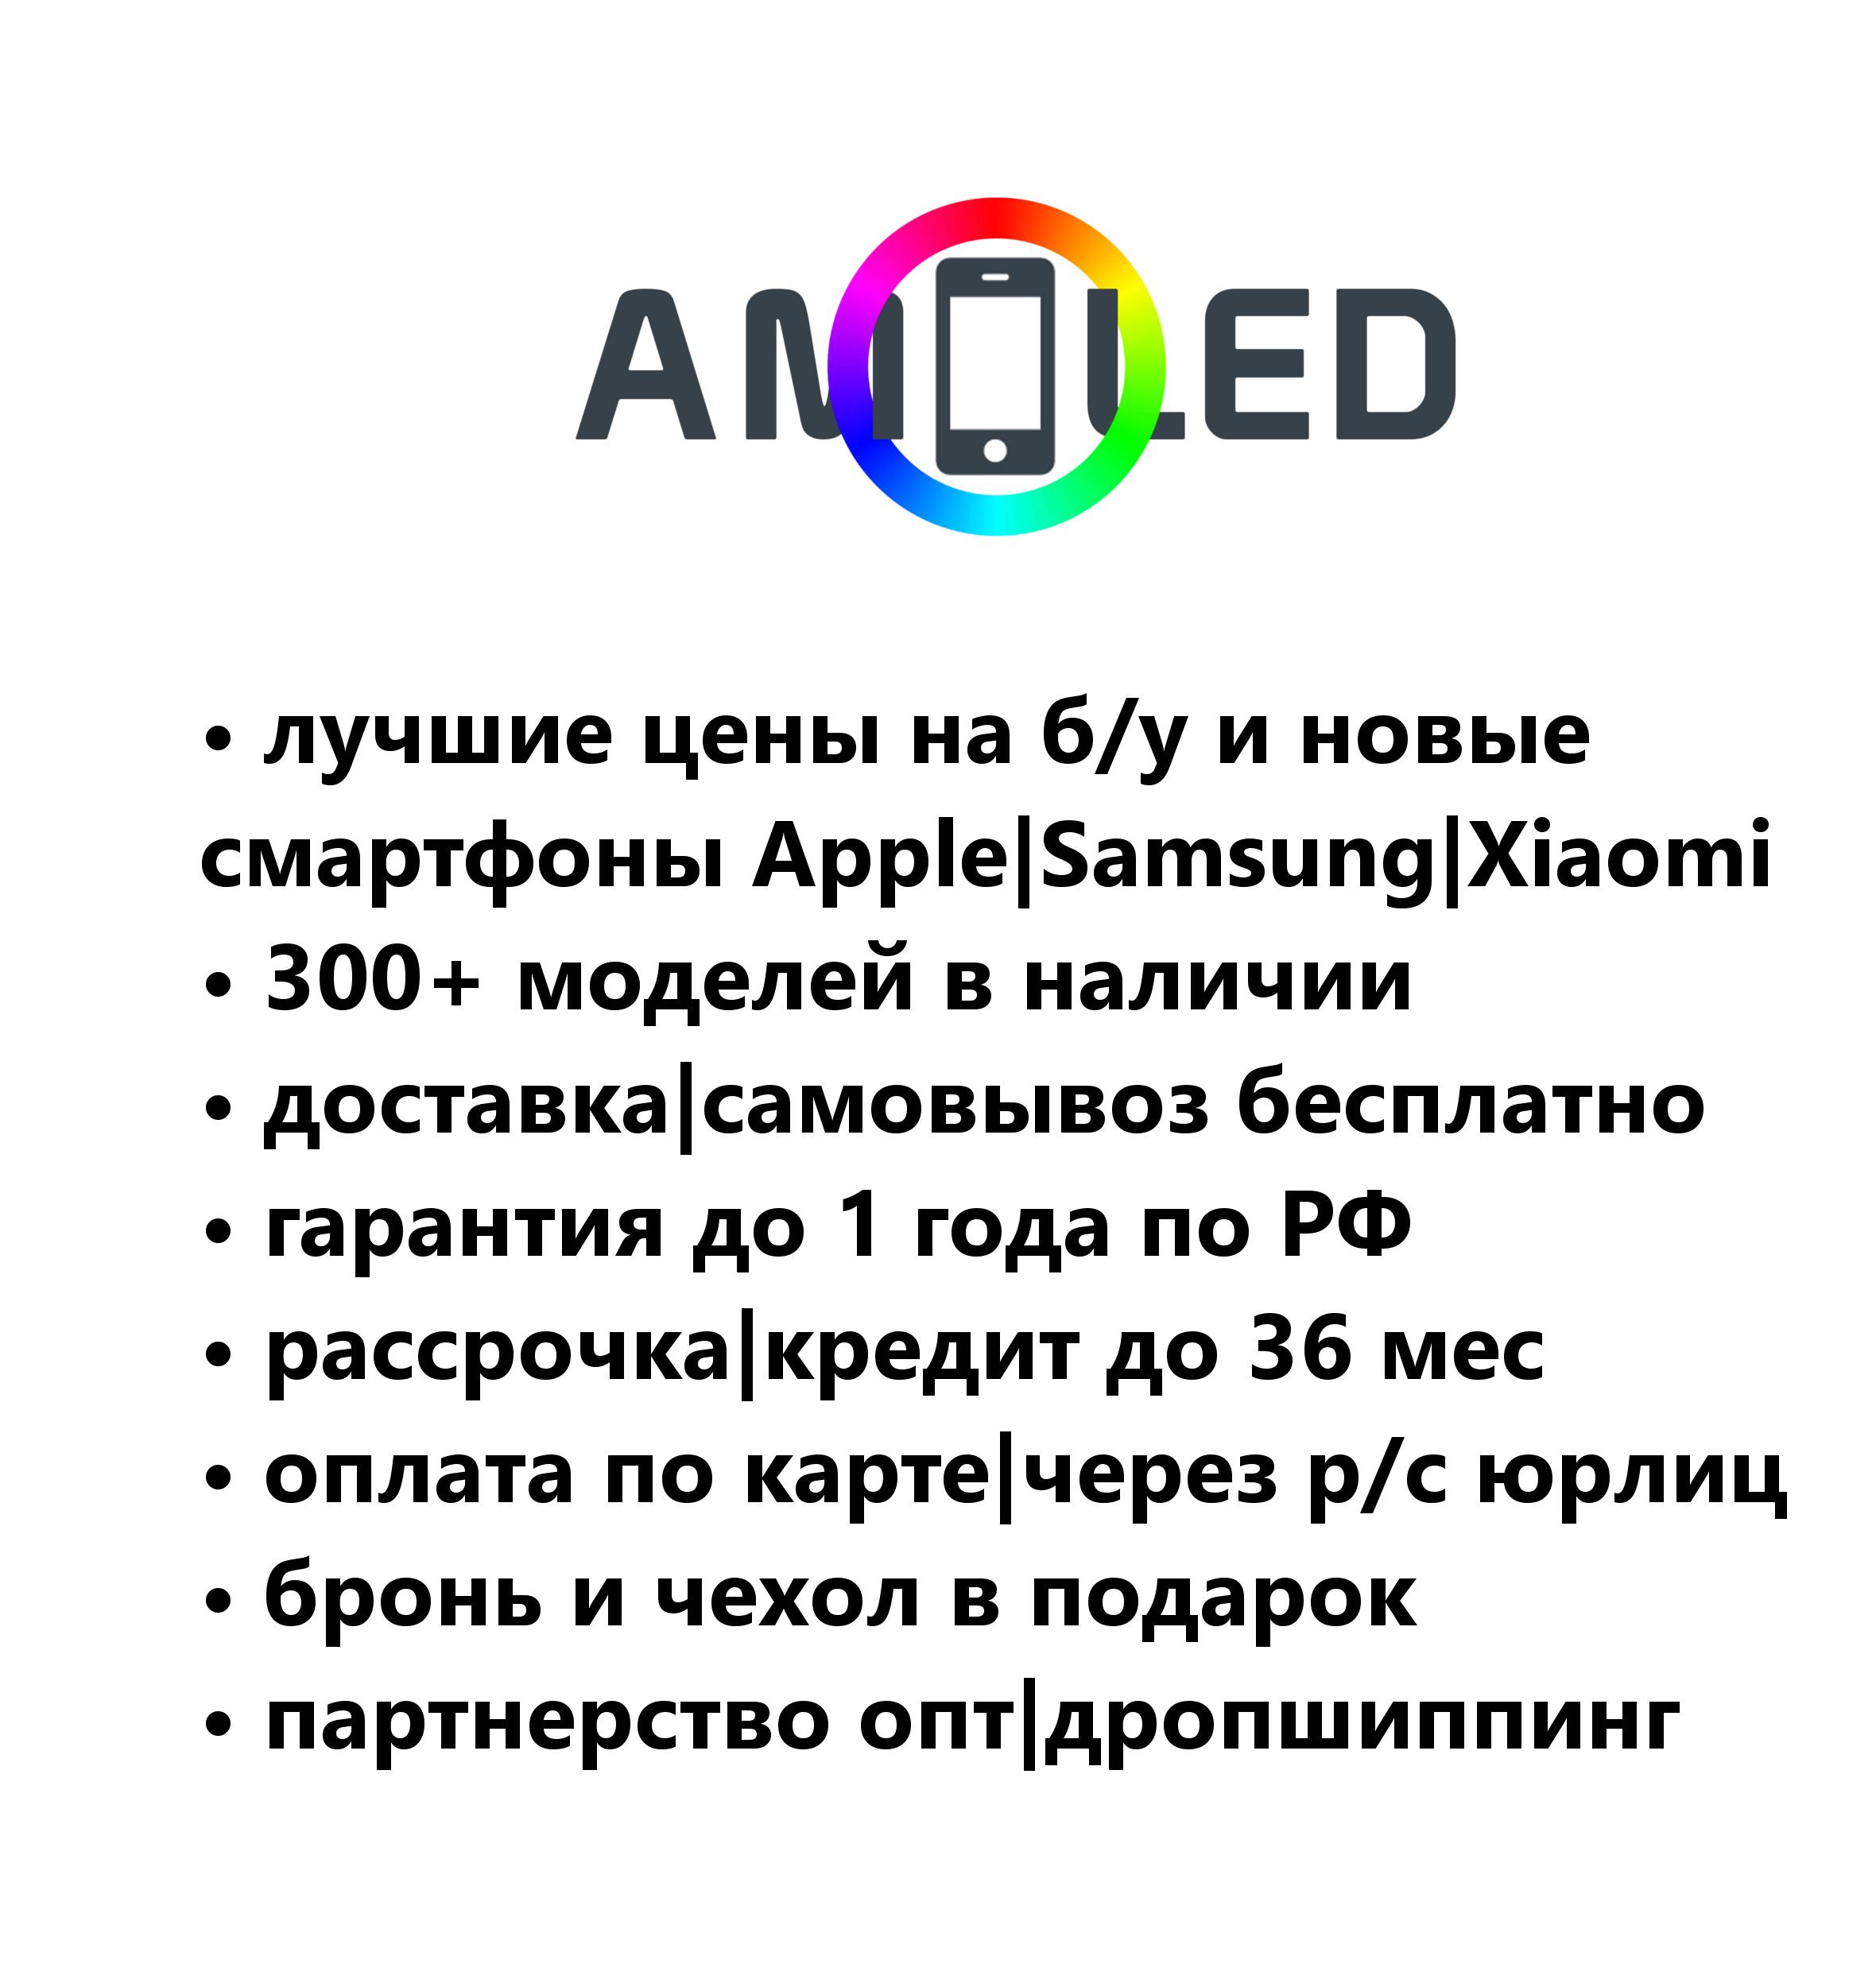 AMOLED
• лучшие цены на б/у и новые
смартфоны Apple|Samsung|Xiaomi
• 300+ моделей в наличии
• доставка|самовывоз бесплатно
• гарантия до 1 года по РФ
• рассрочка|кредит до 36 мес
• оплата по карте|через р/с юрлиц
• бронь и чехол в подарок
• партнерство опт|дропшиппинг